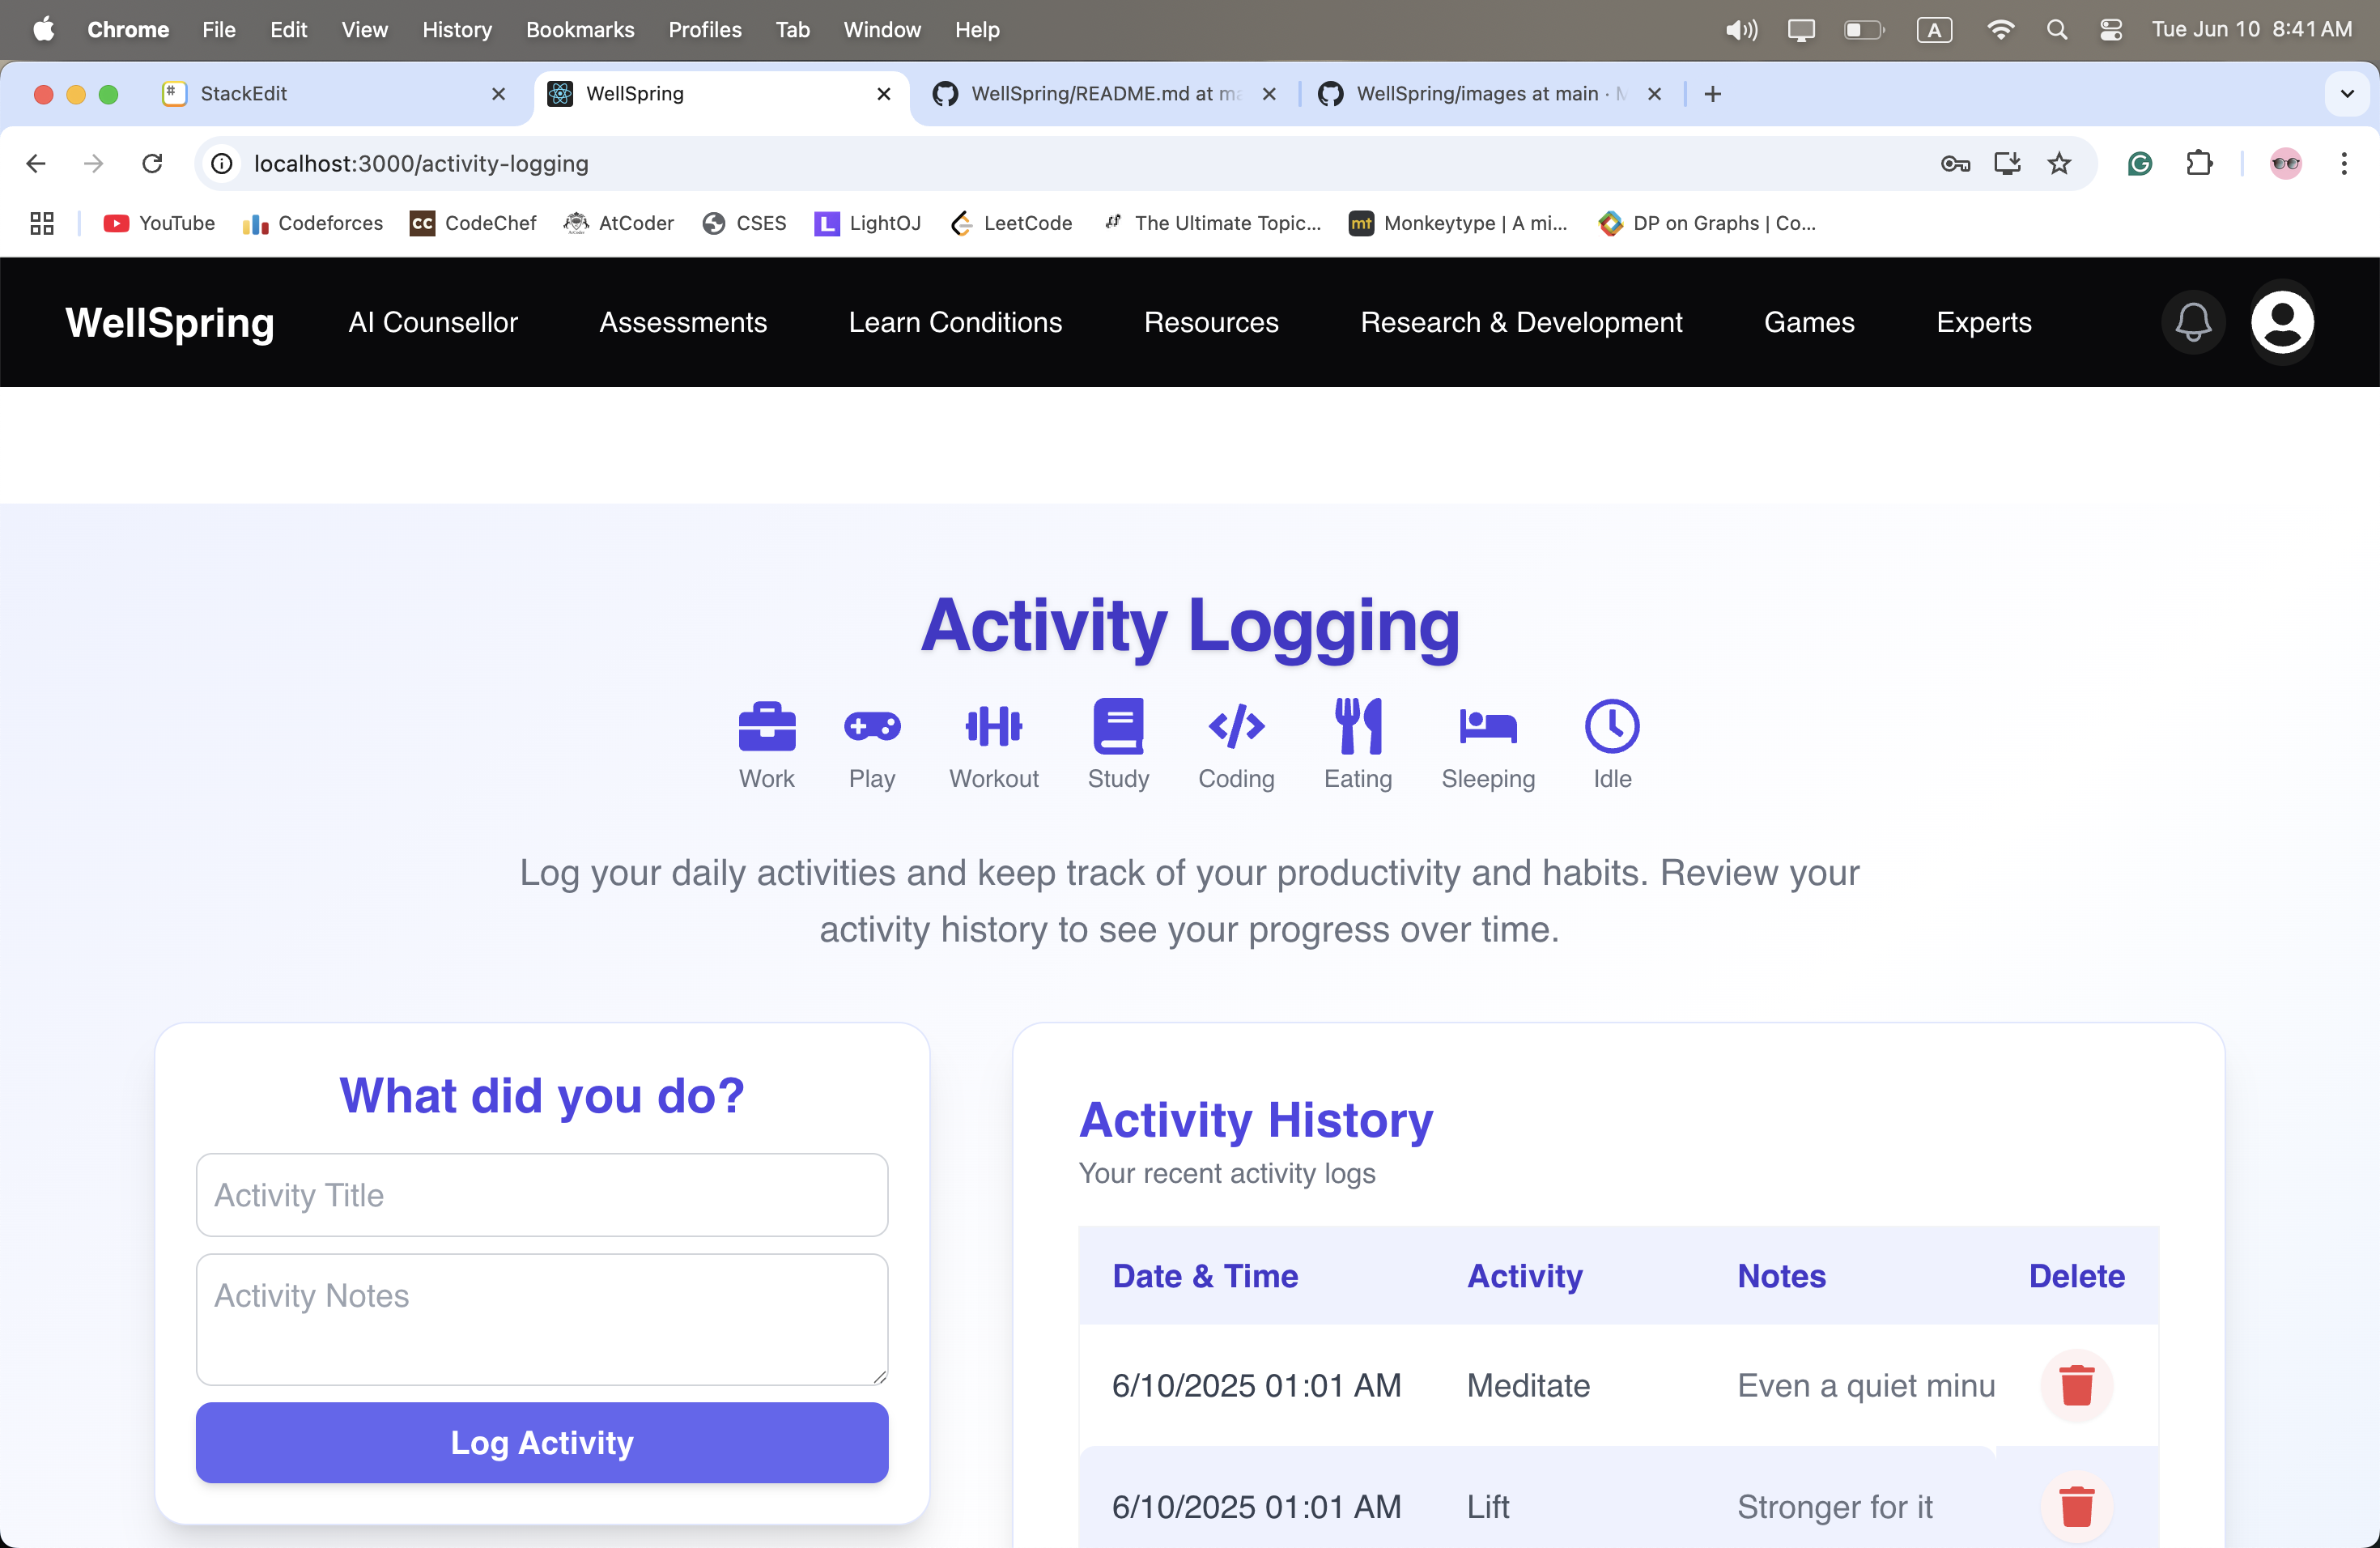 Chrome File Edit View History Bookmarks Profiles Tab Window Help A Tue Jun 10 8:41 AM
StackEdit WellSpring WellSpring/README.md at ma WellSpring/images at main ·
localhost:3000/activity-logging
YouTube Codeforces CC CodeChef AtCoder CSES L LightOJ LeetCode The Ultimate Topic... mt Monkeytype | A mi... DP on Graphs | Co...
WellSpring AI Counsellor Assessments Learn Conditions Resources Research & Development Games Experts
Activity Logging
Work Play Workout Study Coding Eating Sleeping Idle
Log your daily activities and keep track of your productivity and habits. Review your
activity history to see your progress over time.
What did you do?
Activity Title
Activity Notes
Log Activity
Activity History
Your recent activity logs
Date & Time Activity Notes Delete
6/10/2025 01:01 AM Meditate Even a quiet minu
6/10/2025 01:01 AM Lift Stronger for it